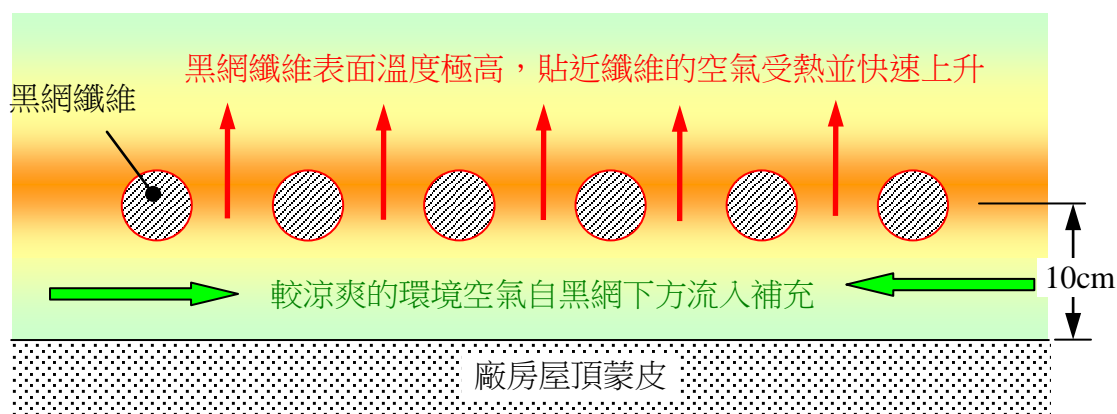 黑網纖維表面溫度極高，貼近纖維的空氣受熱並快速上升
黑網纖維
較涼爽的環境空氣自黑網下方流入補充
10cm
廠房屋頂蒙皮